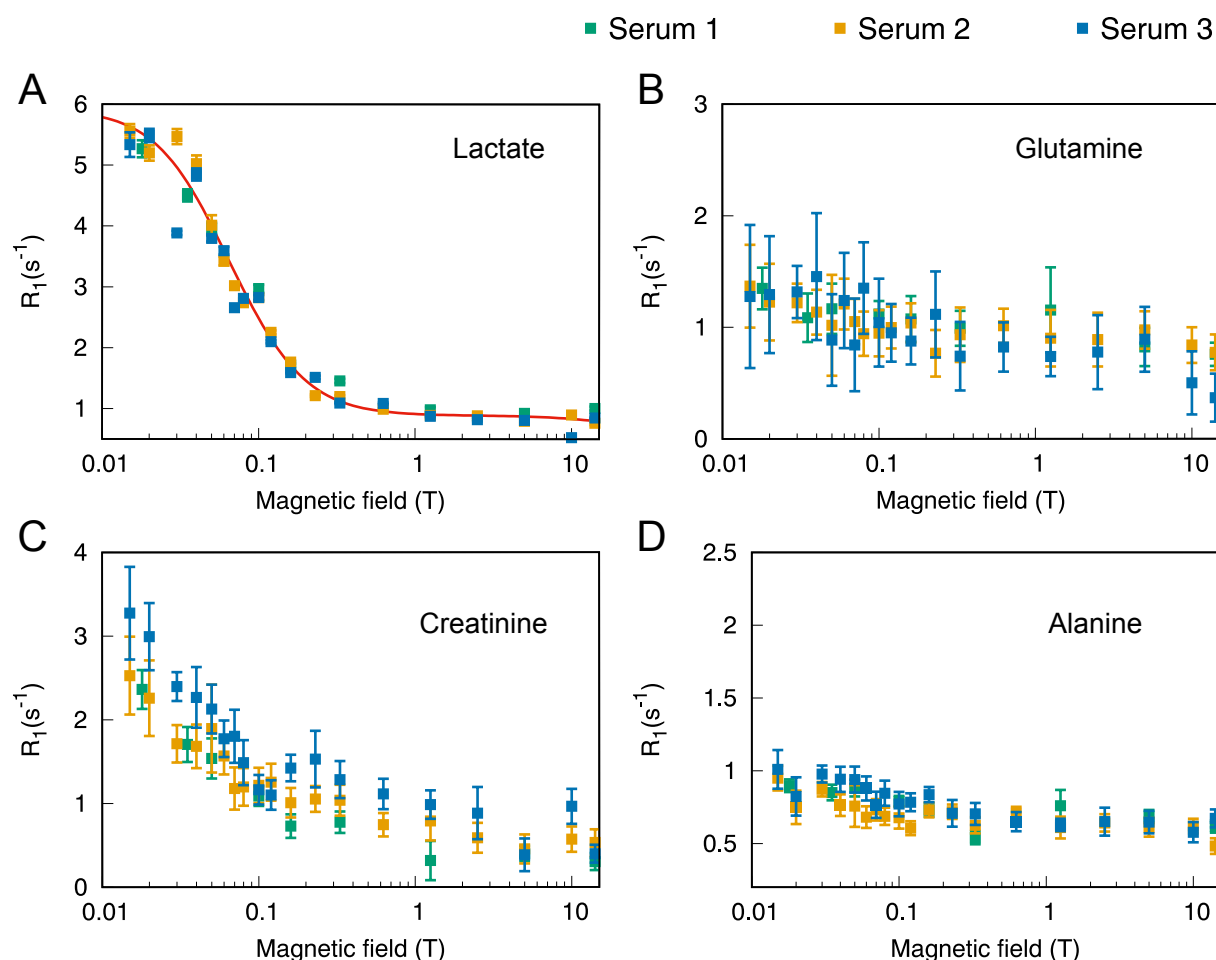 Serum 1 Serum 2 Serum 3
A
B
6
5
4
3
2
1
R₁(s⁻¹)
Lactate
0.01 0.1 1 10
Magnetic field (T)
3
2
1
0
R₁(s⁻¹)
Glutamine
0.01 0.1 1 10
Magnetic field (T)
C
D
4
3
2
1
0
R₁(s⁻¹)
Creatinine
0.01 0.1 1 10
Magnetic field (T)
2.5
2
1.5
1
0.5
R₁(s⁻¹)
Alanine
0.01 0.1 1 10
Magnetic field (T)